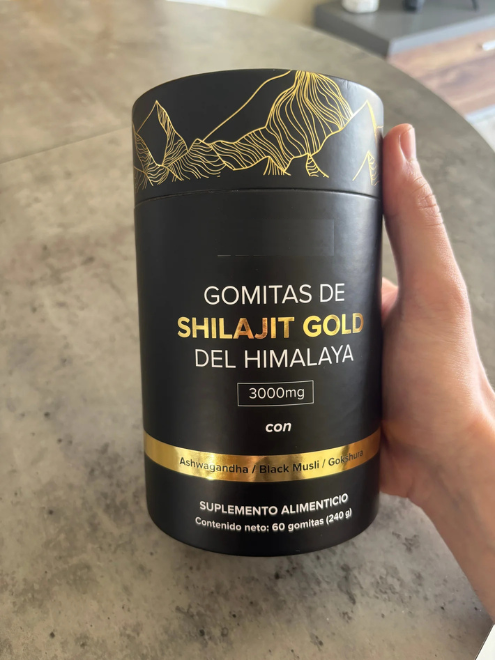 GOMITAS DE
SHILAJIT GOLD
DEL HIMALAYA
3000mg
con
Ashwagandha / Black Musli / Gokshura
SUPLEMENTO ALIMENTICIO
Contenido neto: 60 gomitas (240 g)